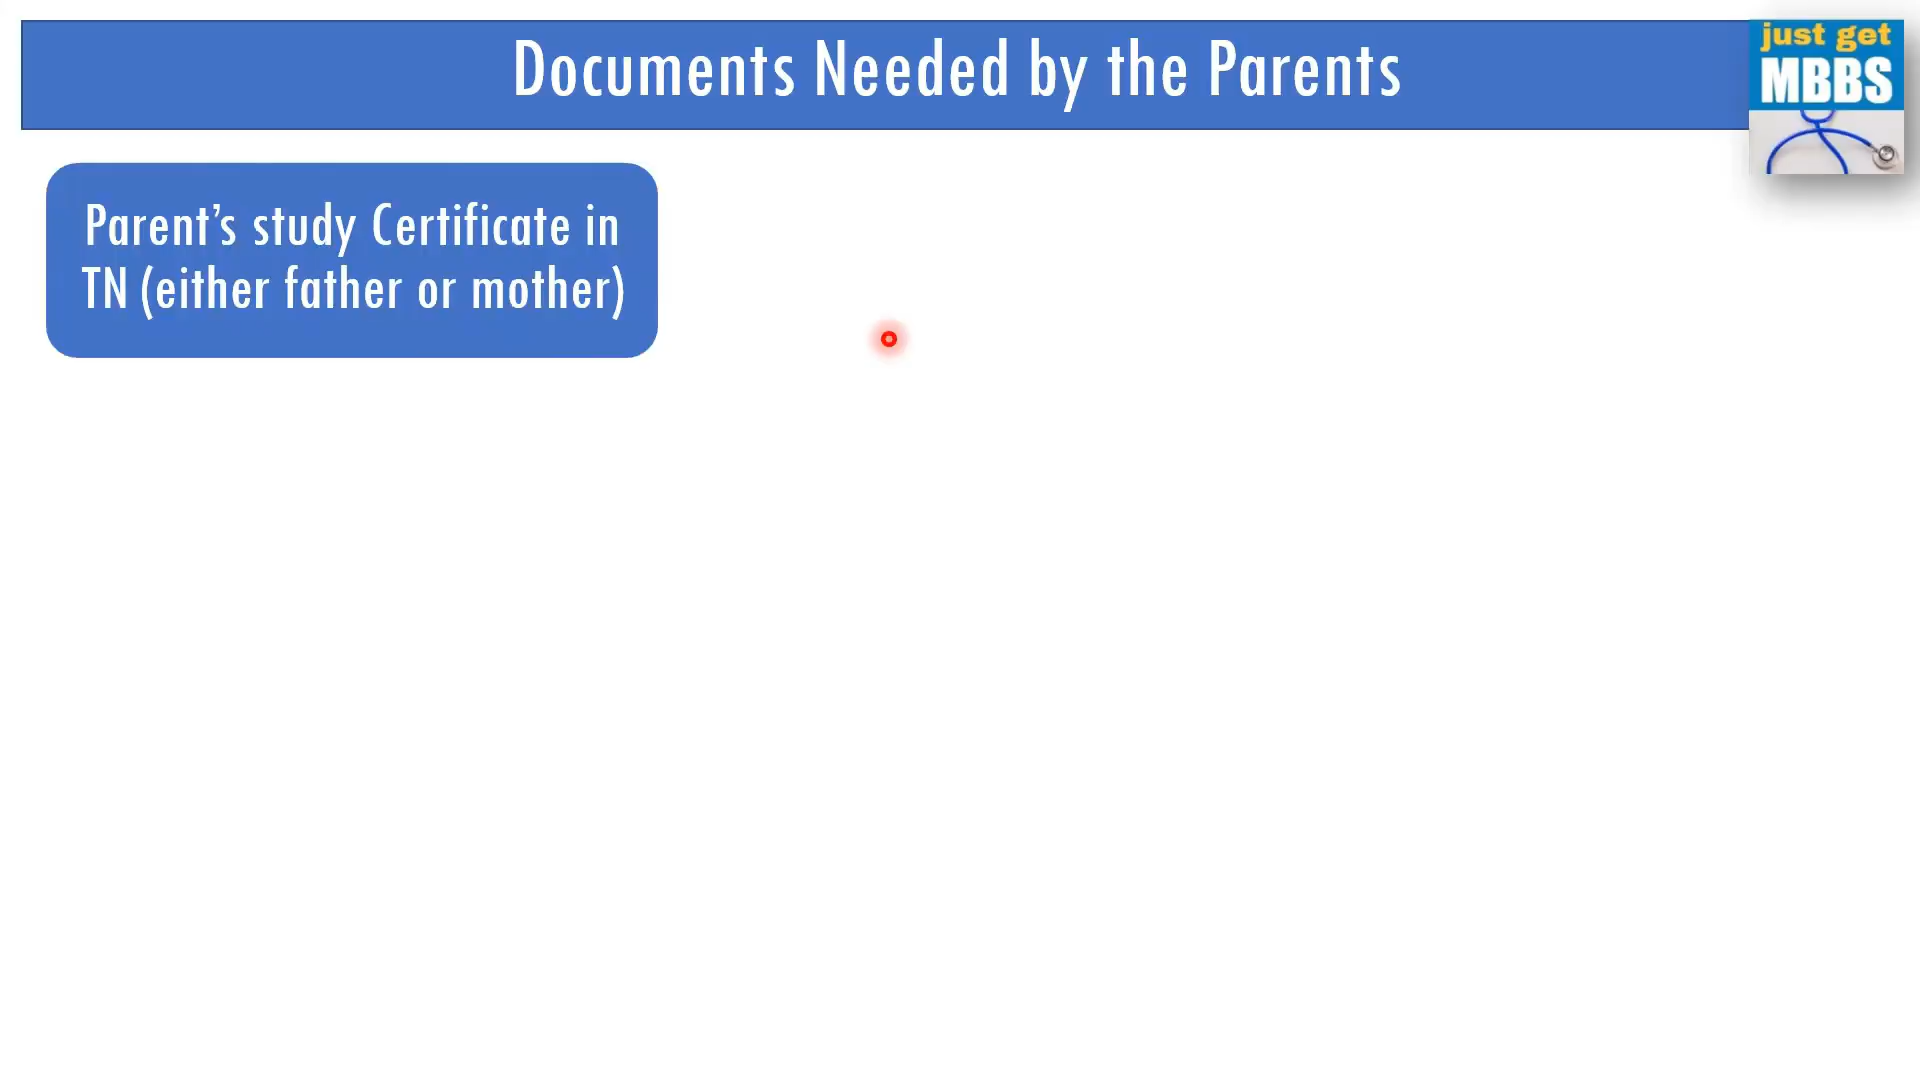 Documents Needed by the Parents
just get
MBBS
Parent’s study Certificate in
TN (either father or mother)